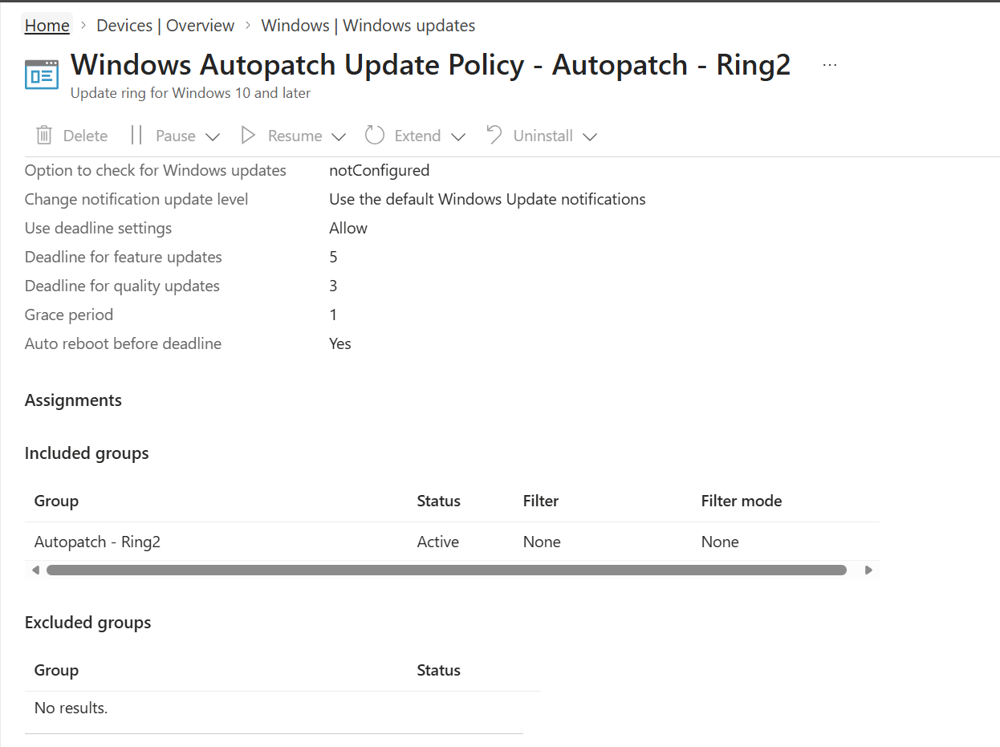 Home > Devices | Overview > Windows | Windows updates
Windows Autopatch Update Policy - Autopatch - Ring2 ...
Update ring for Windows 10 and later
Delete Pause Resume Extend Uninstall
Option to check for Windows updates notConfigured
Change notification update level Use the default Windows Update notifications
Use deadline settings Allow
Deadline for feature updates 5
Deadline for quality updates 3
Grace period 1
Auto reboot before deadline Yes
Assignments
Included groups
Group Status Filter Filter mode
Autopatch - Ring2 Active None None
Excluded groups
Group Status
No results.